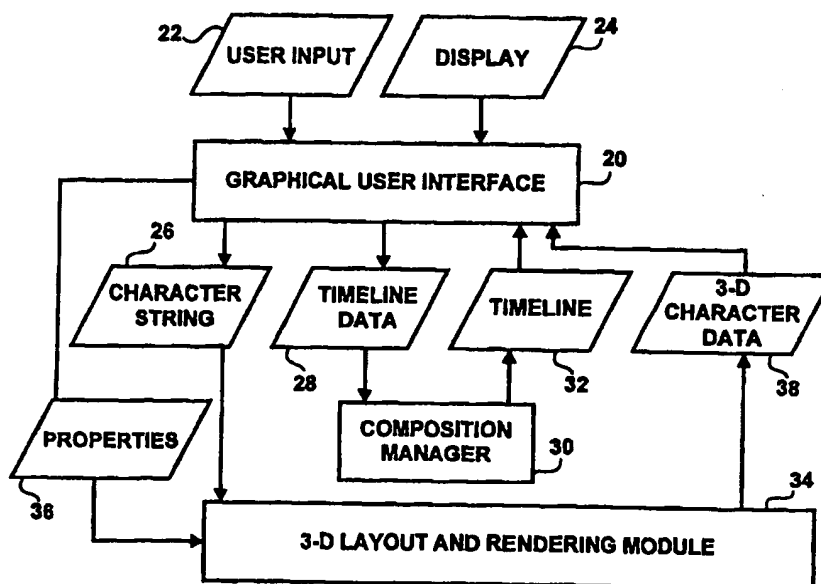 22
USER INPUT
DISPLAY
24
GRAPHICAL USER INTERFACE
20
26
CHARACTER
STRING
TIMELINE
DATA
28
TIMELINE
32
3-D
CHARACTER
DATA
38
PROPERTIES
36
COMPOSITION
MANAGER
30
34
3-D LAYOUT AND RENDERING MODULE